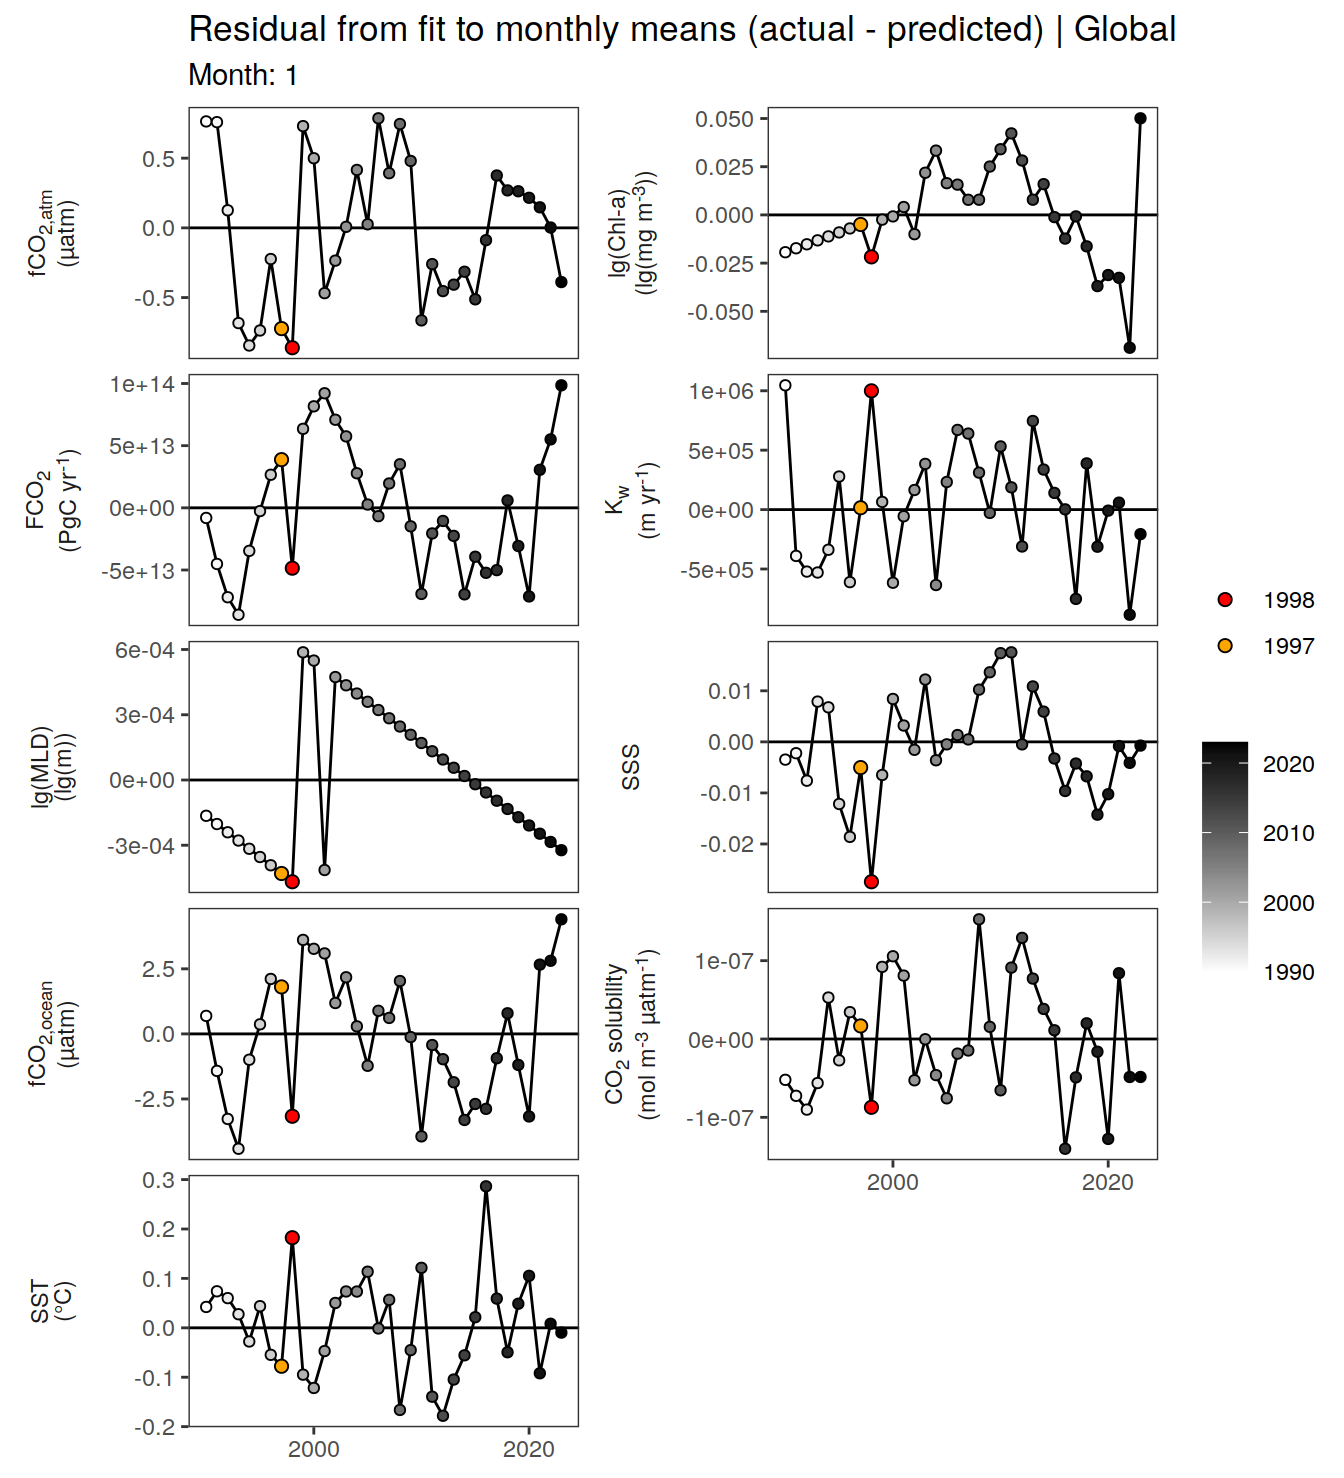 Residual from fit to monthly means (actual - predicted) | Global
Month: 1
fCO2,atm
(µatm)
0.5
0.0
-0.5
lg(Chl-a)
(lg(mg m-3))
0.050
0.025
0.000
-0.025
-0.050
FCO2
(PgC yr-1)
1e+14
5e+13
0e+00
-5e+13
Kw
(m yr-1)
1e+06
5e+05
0e+00
-5e+05
lg(MLD)
(lg(m))
6e-04
3e-04
0e+00
-3e-04
SSS
0.01
0.00
-0.01
-0.02
fCO2,ocean
(µatm)
2.5
0.0
-2.5
CO2 solubility
(mol m-3 µatm-1)
1e-07
0e+00
-1e-07
2000
2020
SST
(°C)
0.3
0.2
0.1
0.0
-0.1
-0.2
2000
2020
1998
1997
2020
2010
2000
1990